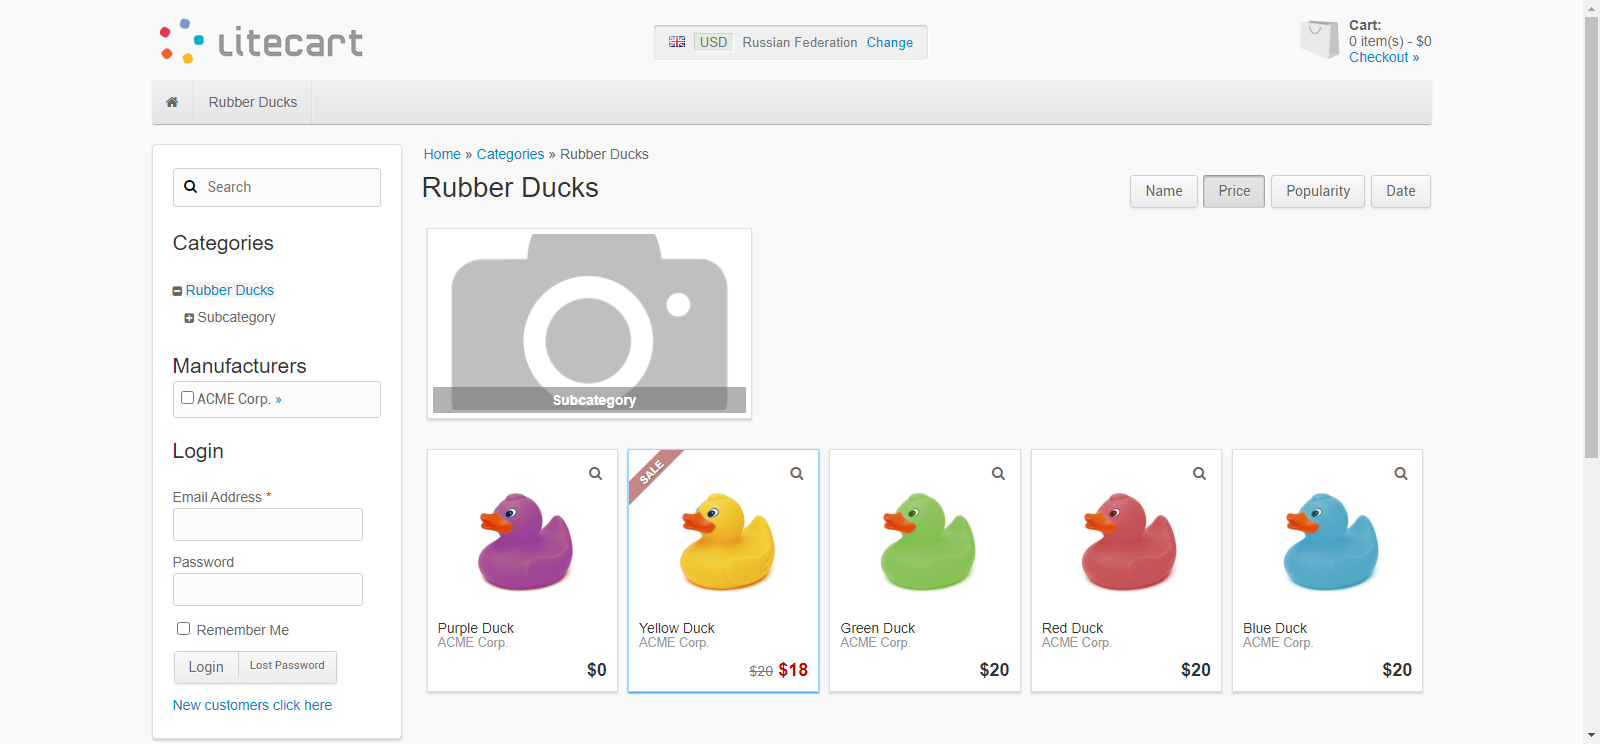 litecart
USD Russian Federation Change
Cart:
0 item(s) - $0
Checkout »
Rubber Ducks
Search
Categories
Rubber Ducks
Subcategory
Manufacturers
ACME Corp. »
Login
Email Address *
Password
Remember Me
Login Lost Password
New customers click here
Home » Categories » Rubber Ducks
Rubber Ducks
Name Price Popularity Date
Subcategory
Purple Duck
ACME Corp.
$0
SALE
Yellow Duck
ACME Corp.
$20 $18
Green Duck
ACME Corp.
$20
Red Duck
ACME Corp.
$20
Blue Duck
ACME Corp.
$20